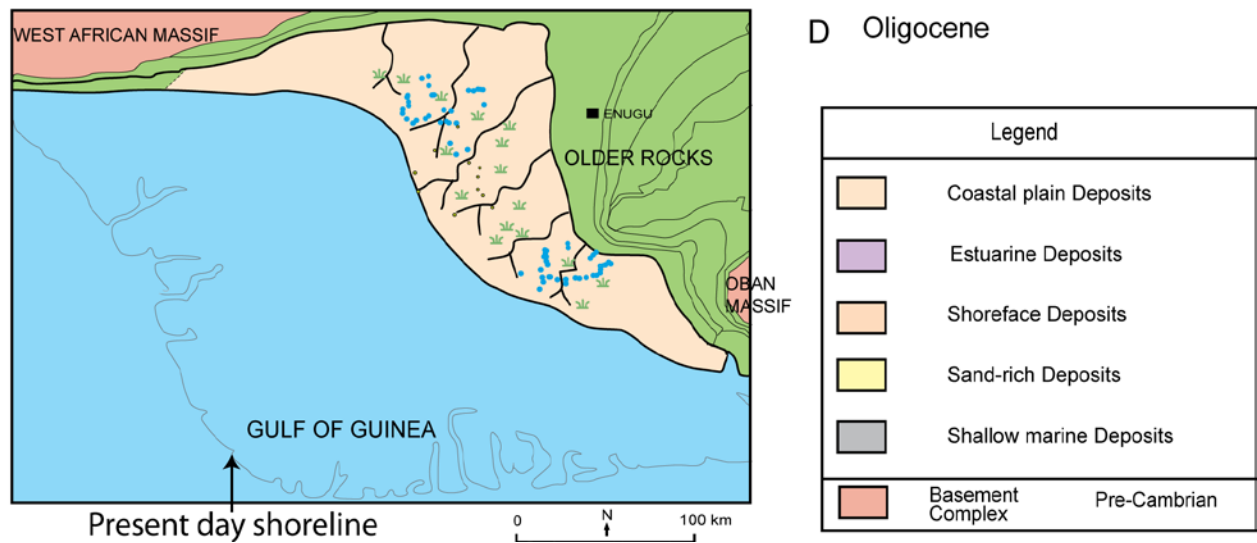 WEST AFRICAN MASSIF
ENUGU
OLDER ROCKS
OBAN
MASSIF
GULF OF GUINEA
Present day shoreline
0 N 100 km
D Oligocene
Legend
Coastal plain Deposits
Estuarine Deposits
Shoreface Deposits
Sand-rich Deposits
Shallow marine Deposits
Basement Pre-Cambrian
Complex